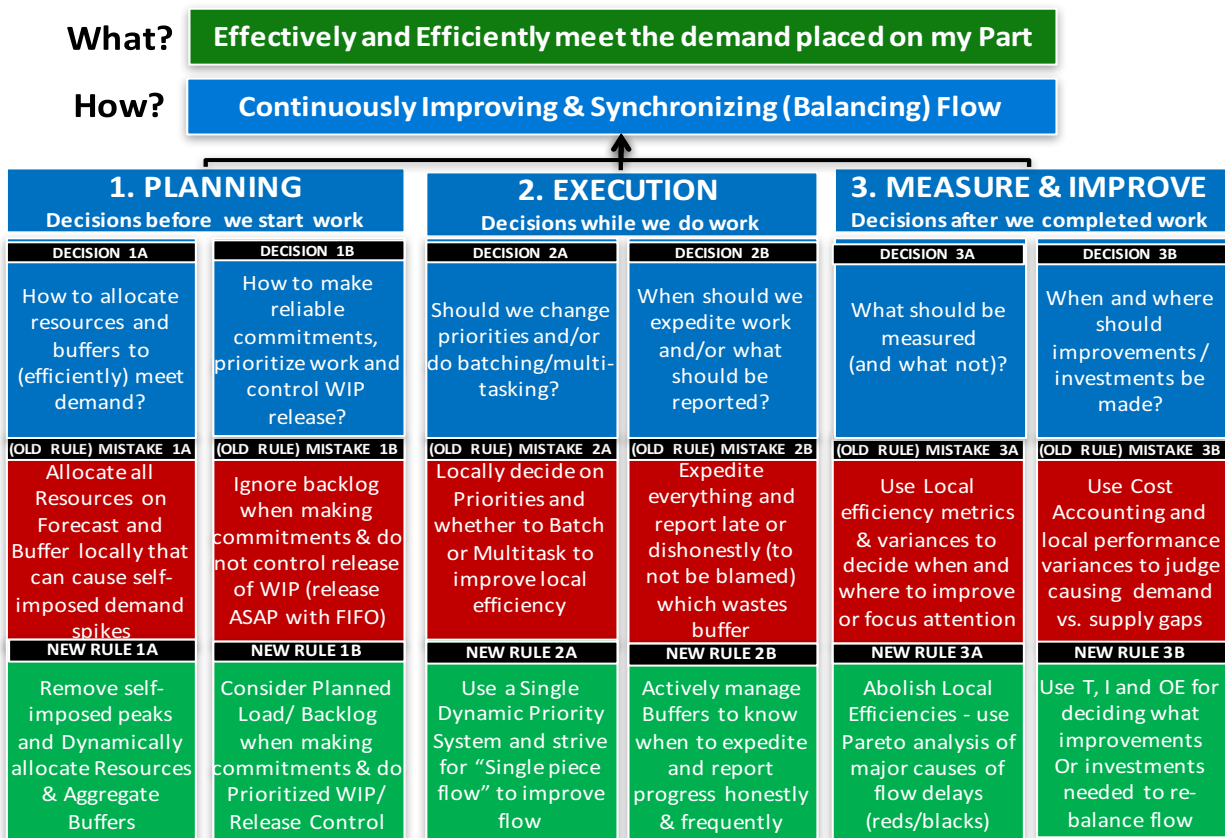 What?
Effectively and Efficiently meet the demand placed on my Part
How?
Continuously Improving & Synchronizing (Balancing) Flow
1. PLANNING
Decisions before we start work
2. EXECUTION
Decisions while we do work
3. MEASURE & IMPROVE
Decisions after we completed work
DECISION 1A
How to allocate
resources and
buffers to
(efficiently) meet
demand?
DECISION 1B
How to make
reliable
commitments,
prioritize work and
control WIP
release?
DECISION 2A
Should we change
priorities and/or
do batching/multi-
tasking?
DECISION 2B
When should we
expedite work
and/or what
should be
reported?
DECISION 3A
What should be
measured
(and what not)?
DECISION 3B
When and where
should
improvements /
investments be
made?
(OLD RULE) MISTAKE 1A
Allocate all
Resources on
Forecast and
Buffer locally that
can cause self-
imposed demand
spikes
(OLD RULE) MISTAKE 1B
Ignore backlog
when making
commitments & do
not control release
of WIP (release
ASAP with FIFO)
(OLD RULE) MISTAKE 2A
Locally decide on
Priorities and
whether to Batch
or Multitask to
improve local
efficiency
(OLD RULE) MISTAKE 2B
Expedite
everything and
report late or
dishonestly (to
not be blamed)
which wastes
buffer
(OLD RULE) MISTAKE 3A
Use Local
efficiency metrics
& variances to
decide when and
where to improve
or focus attention
(OLD RULE) MISTAKE 3B
Use Cost
Accounting and
local performance
variances to judge
causing demand
vs. supply gaps
NEW RULE 1A
Remove self-
imposed peaks
and Dynamically
allocate Resources
& Aggregate
Buffers
NEW RULE 1B
Consider Planned
Load/ Backlog
when making
commitments & do
Prioritized WIP/
Release Control
NEW RULE 2A
Use a Single
Dynamic Priority
System and strive
for “Single piece
flow” to improve
flow
NEW RULE 2B
Actively manage
Buffers to know
when to expedite
and report
progress honestly
& frequently
NEW RULE 3A
Abolish Local
Efficiencies - use
Pareto analysis of
major causes of
flow delays
(reds/blacks)
NEW RULE 3B
Use T, I and OE for
deciding what
improvements
Or investments
needed to re-
balance flow